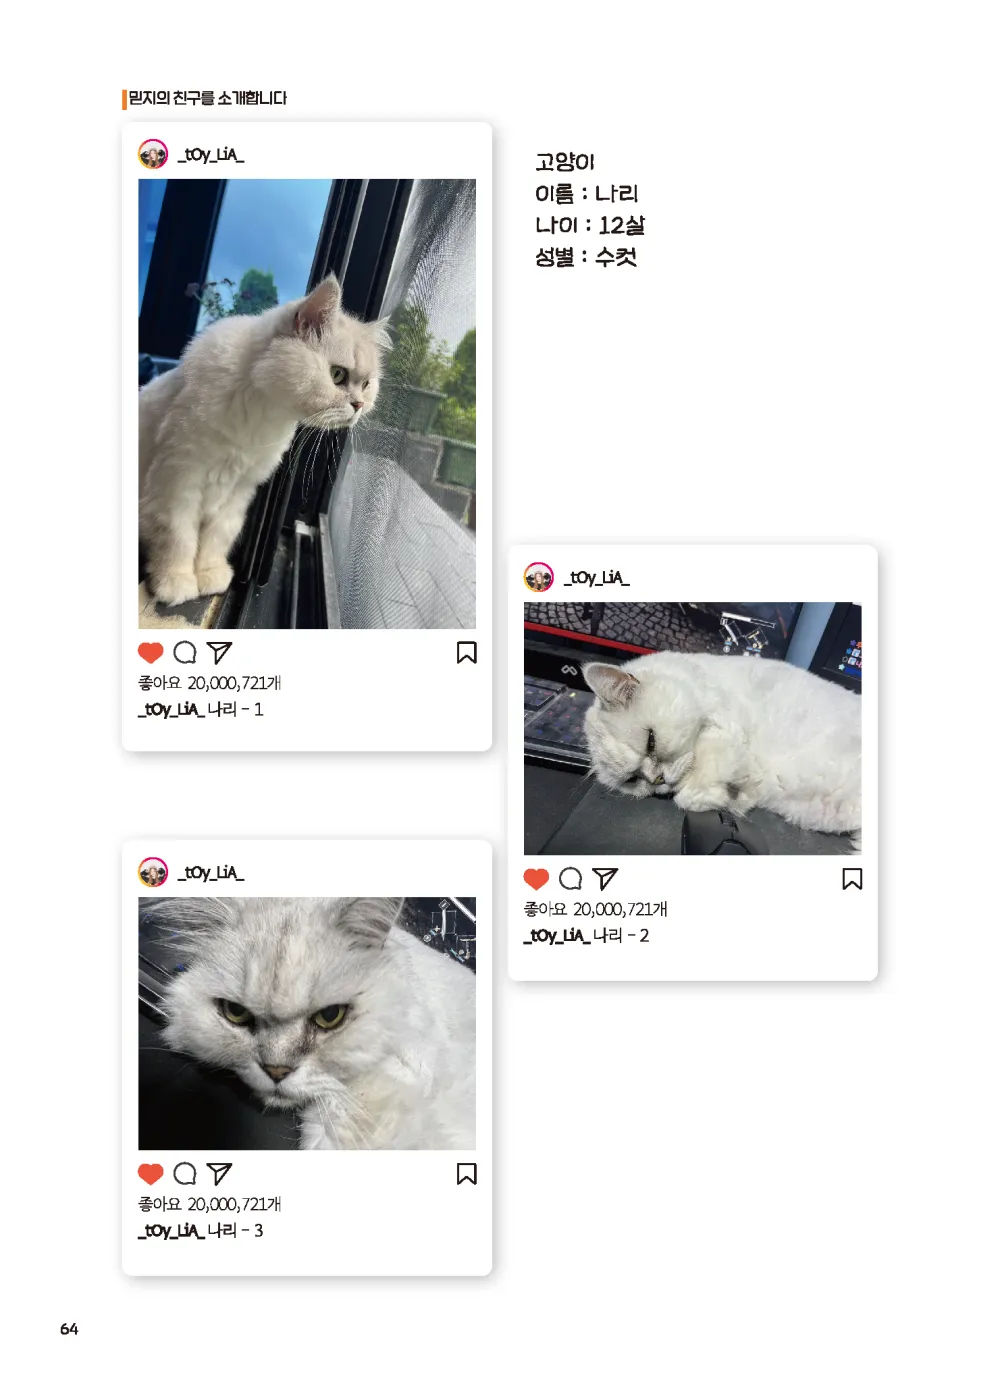 믿지의 친구를 소개합니다
_tOy_LiA_
고양이
이름 : 나리
나이 : 12살
성별 : 수컷
좋아요 20,000,721개
_tOy_LiA_ 나리 - 1
_tOy_LiA_
좋아요 20,000,721개
_tOy_LiA_ 나리 - 2
_tOy_LiA_
좋아요 20,000,721개
_tOy_LiA_ 나리 - 3
64